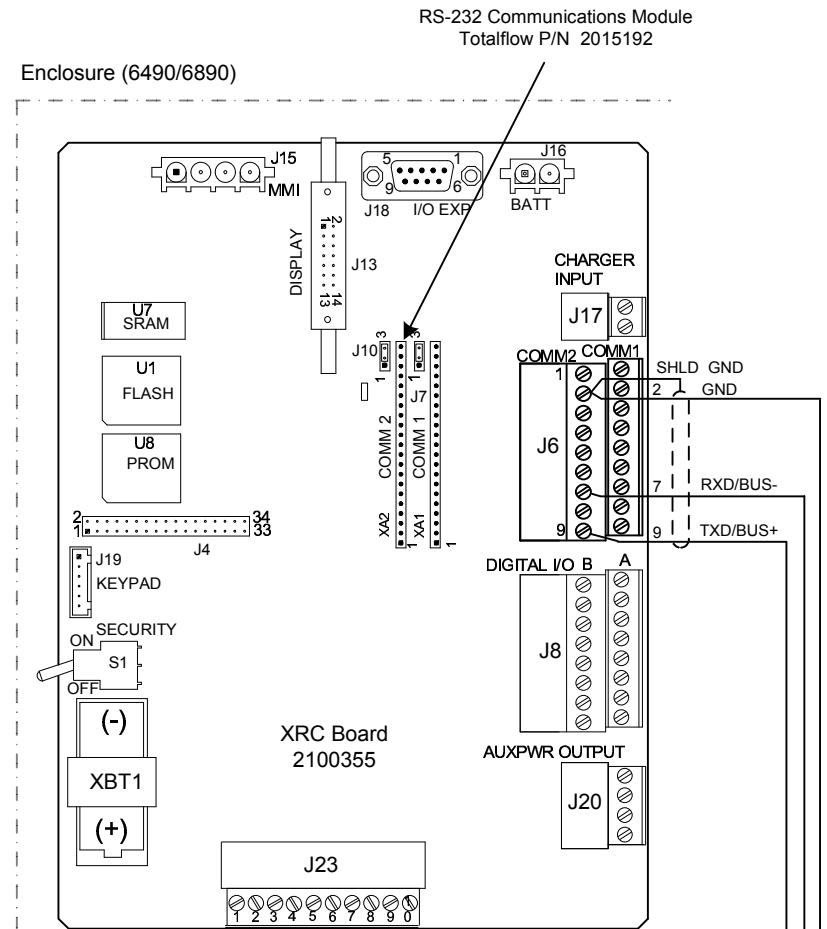 RS-232 Communications Module
Totalflow P/N 2015192
Enclosure (6490/6890)
J15
MMI
5
1
9
6
J18
I/O EXP
J16
BATT
DISPLAY
1
2
13
14
J13
CHARGER
INPUT
J17
U7
SRAM
U1
FLASH
U8
PROM
J10
3
1
3
1
J7
COMM 2
COMM 1
XA2
XA1
1
1
COMM2
COMM1
1
J6
9
SHLD GND
2
GND
7
RXD/BUS-
9
TXD/BUS+
2
1
34
33
J4
J19
KEYPAD
DIGITAL I/O B
A
J8
SECURITY
ON
S1
OFF
(-)
XBT1
(+)
XRC Board
2100355
AUXPWR OUTPUT
J20
J23
1 2 3 4 5 6 7 8 9 10